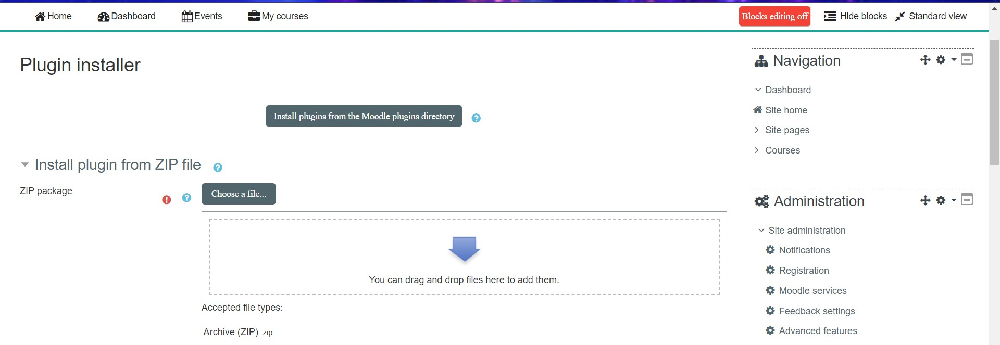 Home Dashboard Events My courses Blocks editing off Hide blocks Standard view
Plugin installer
Install plugins from the Moodle plugins directory
Install plugin from ZIP file
ZIP package
Choose a file...
You can drag and drop files here to add them.
Accepted file types:
Archive (ZIP) .zip
Navigation
Dashboard
Site home
Site pages
Courses
Administration
Site administration
Notifications
Registration
Moodle services
Feedback settings
Advanced features